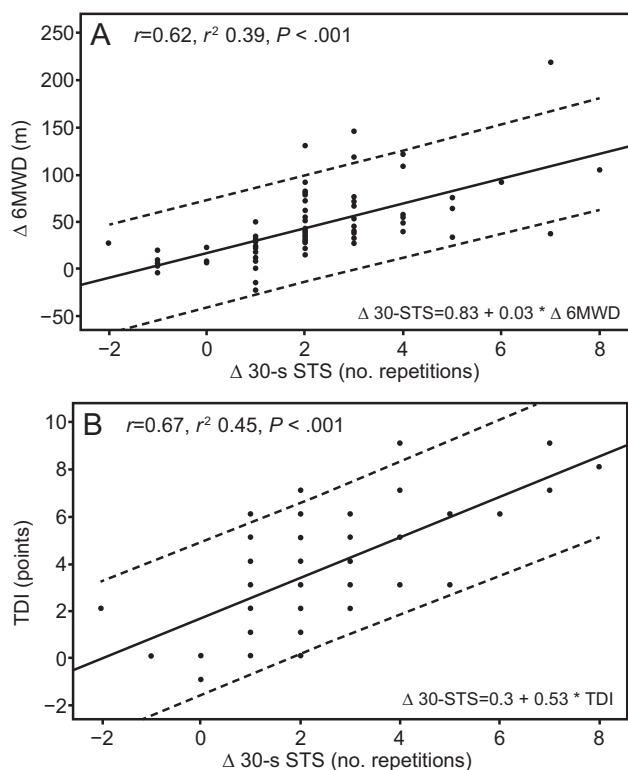 A
r=0.62, r² 0.39, P < .001
250
200
150
100
50
0
−50
Δ 6MWD (m)
Δ 30-STS=0.83 + 0.03 * Δ 6MWD
−2 0 2 4 6 8
Δ 30-s STS (no. repetitions)
B
r=0.67, r² 0.45, P < .001
10
8
6
4
2
0
−2
TDI (points)
Δ 30-STS=0.3 + 0.53 * TDI
−2 0 2 4 6 8
Δ 30-s STS (no. repetitions)